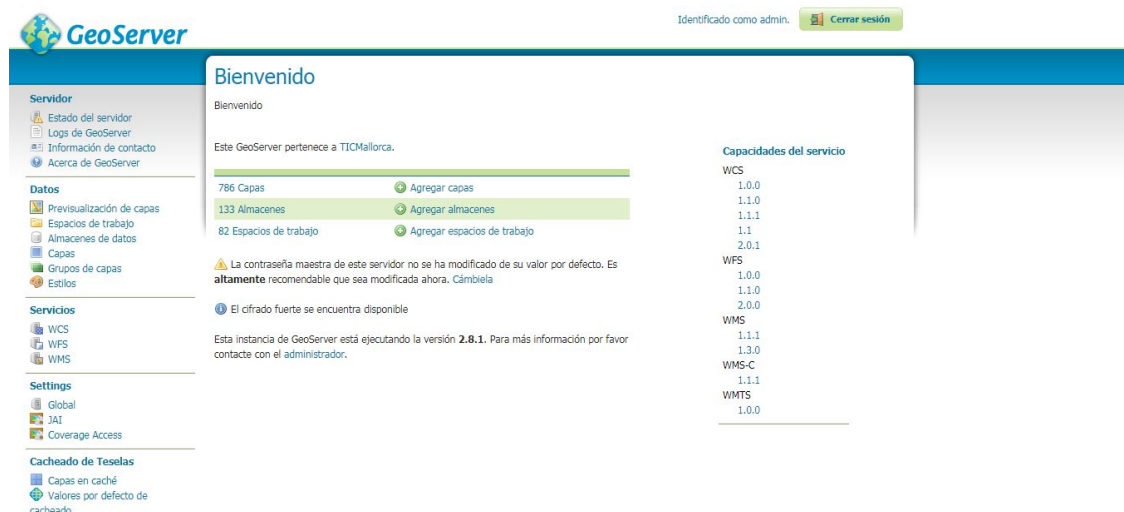 GeoServer
Identificado como admin.
Cerrar sesión
Servidor
Estado del servidor
Logs de GeoServer
Información de contacto
Acerca de GeoServer
Datos
Previsualización de capas
Espacios de trabajo
Almacenes de datos
Capas
Grupos de capas
Estilos
Servicios
WCS
WFS
WMS
Settings
Global
JAI
Coverage Access
Cacheado de Teselas
Capas en caché
Valores por defecto de
cacheado
Bienvenido
Bienvenido
Este GeoServer pertenece a TICMallorca.
786 Capas Agregar capas
133 Almacenes Agregar almacenes
82 Espacios de trabajo Agregar espacios de trabajo
La contraseña maestra de este servidor no se ha modificado de su valor por defecto. Es
altamente recomendable que sea modificada ahora. Cámbiela
El cifrado fuerte se encuentra disponible
Esta instancia de GeoServer está ejecutando la versión 2.8.1. Para más información por favor
contacte con el administrador.
Capacidades del servicio
WCS
1.0.0
1.1.0
1.1.1
1.1
2.0.1
WFS
1.0.0
1.1.0
2.0.0
WMS
1.1.1
1.3.0
WMS-C
1.1.1
WMTS
1.0.0